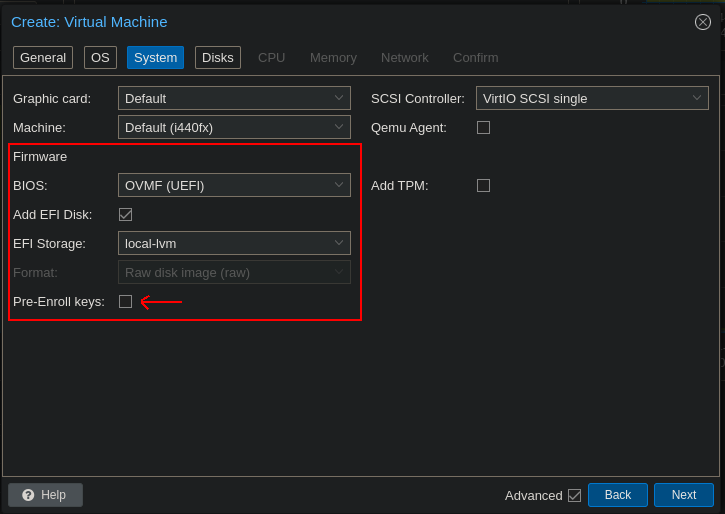 Create: Virtual Machine
General OS System Disks CPU Memory Network Confirm
Graphic card: Default SCSI Controller: VirtIO SCSI single
Machine: Default (i440fx) Qemu Agent:
Firmware
BIOS: OVMF (UEFI) Add TPM:
Add EFI Disk:
EFI Storage: local-lvm
Format: Raw disk image (raw)
Pre-Enroll keys:
? Help Advanced Back Next